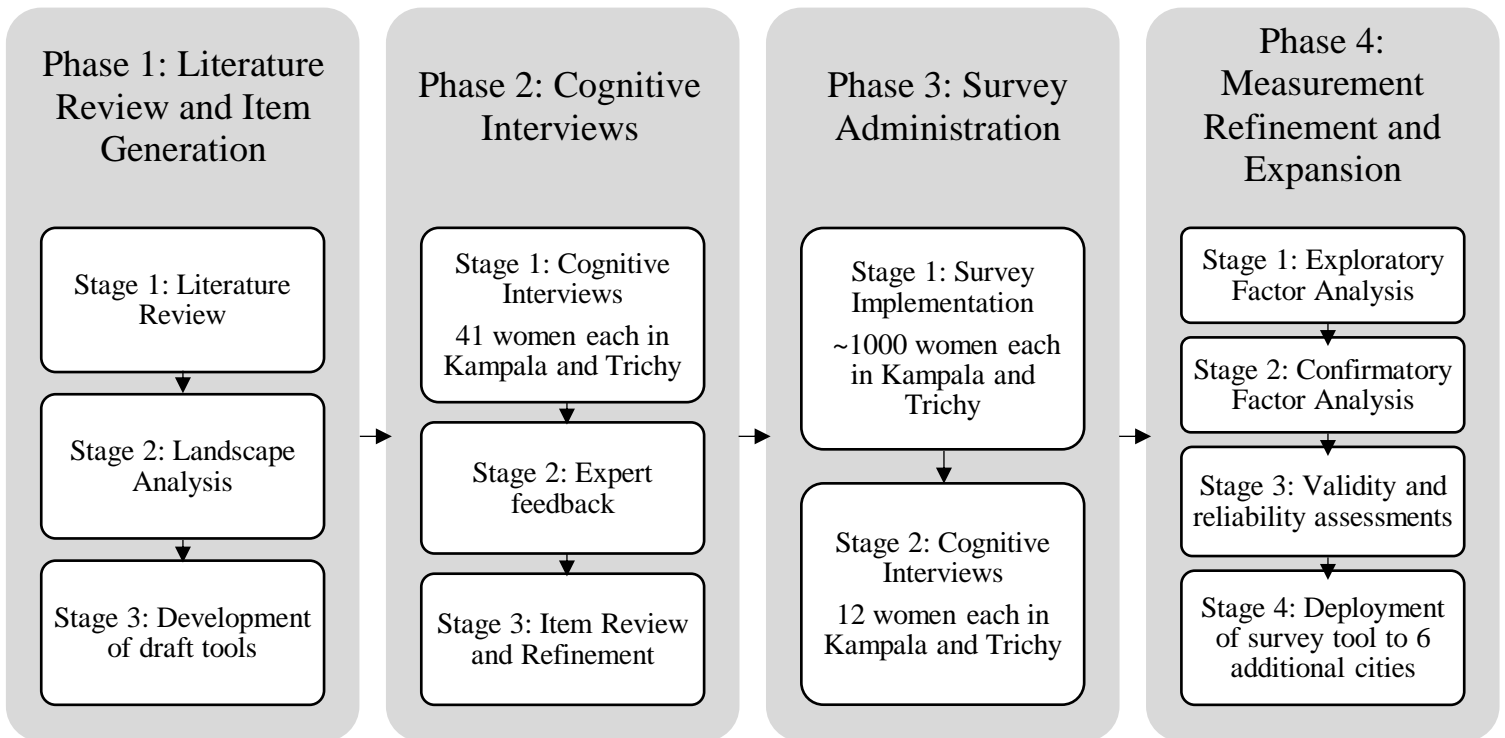 Phase 1: Literature
Review and Item
Generation
Stage 1: Literature
Review
Stage 2: Landscape
Analysis
Stage 3: Development
of draft tools
Phase 2: Cognitive
Interviews
Stage 1: Cognitive
Interviews
41 women each in
Kampala and Trichy
Stage 2: Expert
feedback
Stage 3: Item Review
and Refinement
Phase 3: Survey
Administration
Stage 1: Survey
Implementation
~1000 women each
in Kampala and
Trichy
Stage 2: Cognitive
Interviews
12 women each in
Kampala and Trichy
Phase 4:
Measurement
Refinement and
Expansion
Stage 1: Exploratory
Factor Analysis
Stage 2: Confirmatory
Factor Analysis
Stage 3: Validity and
reliability assessments
Stage 4: Deployment
of survey tool to 6
additional cities